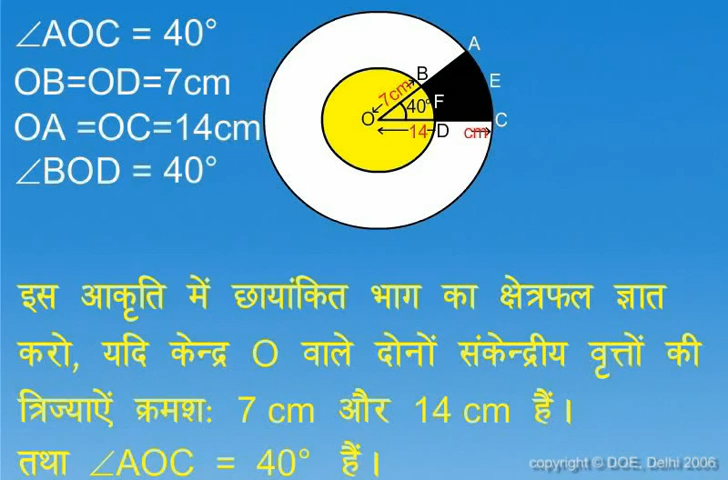 ∠AOC = 40°
OB=OD=7cm
OA =OC=14cm
∠BOD = 40°
A
B
E
7cm
40°
F
O
C
14
D
cm
इस आकृति में छायांकित भाग का क्षेत्रफल ज्ञात
करो, यदि केन्द्र O वाले दोनों संकेन्द्रीय वृत्तों की
त्रिज्याऐं क्रमशः 7 cm और 14 cm हैं।
तथा ∠AOC = 40° हैं।
copyright © DOE, Delhi 2006